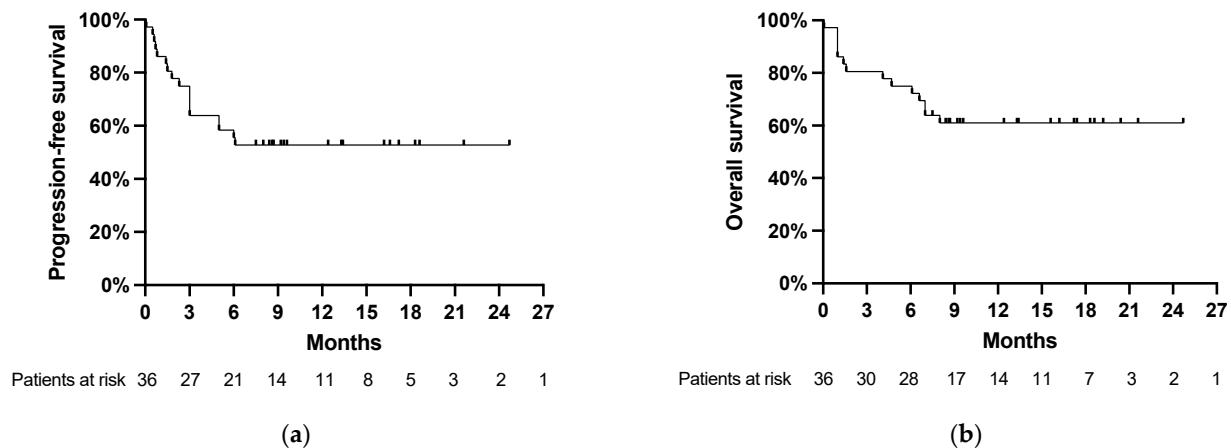 100%
80%
60%
40%
20%
0%
Progression-free survival
0 3 6 9 12 15 18 21 24 27
Months
Patients at risk 36 27 21 14 11 8 5 3 2 1
(a)
100%
80%
60%
40%
20%
0%
Overall survival
0 3 6 9 12 15 18 21 24 27
Months
Patients at risk 36 30 28 17 14 11 7 3 2 1
(b)